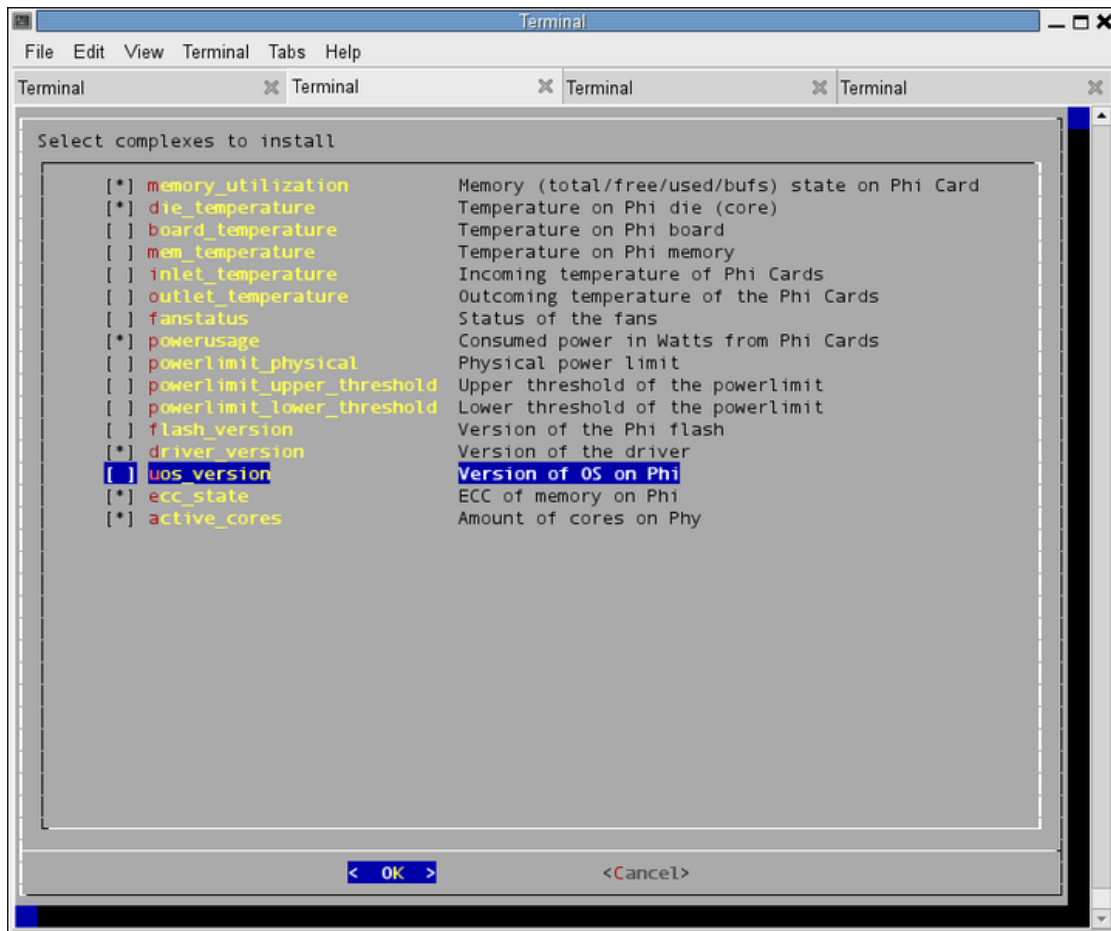 Terminal
File Edit View Terminal Tabs Help
Terminal Terminal Terminal Terminal
Select complexes to install
[*] memory_utilization Memory (total/free/used/bufs) state on Phi Card
[*] die_temperature Temperature on Phi die (core)
[ ] board_temperature Temperature on Phi board
[ ] mem_temperature Temperature on Phi memory
[ ] inlet_temperature Incoming temperature of Phi Cards
[ ] outlet_temperature Outcoming temperature of the Phi Cards
[ ] fanstatus Status of the fans
[*] powerusage Consumed power in Watts from Phi Cards
[ ] powerlimit_physical Physical power limit
[ ] powerlimit_upper_threshold Upper threshold of the powerlimit
[ ] powerlimit_lower_threshold Lower threshold of the powerlimit
[ ] flash_version Version of the Phi flash
[*] driver_version Version of the driver
[ ] uos_version Version of OS on Phi
[*] ecc_state ECC of memory on Phi
[*] active_cores Amount of cores on Phy
< OK > <Cancel>